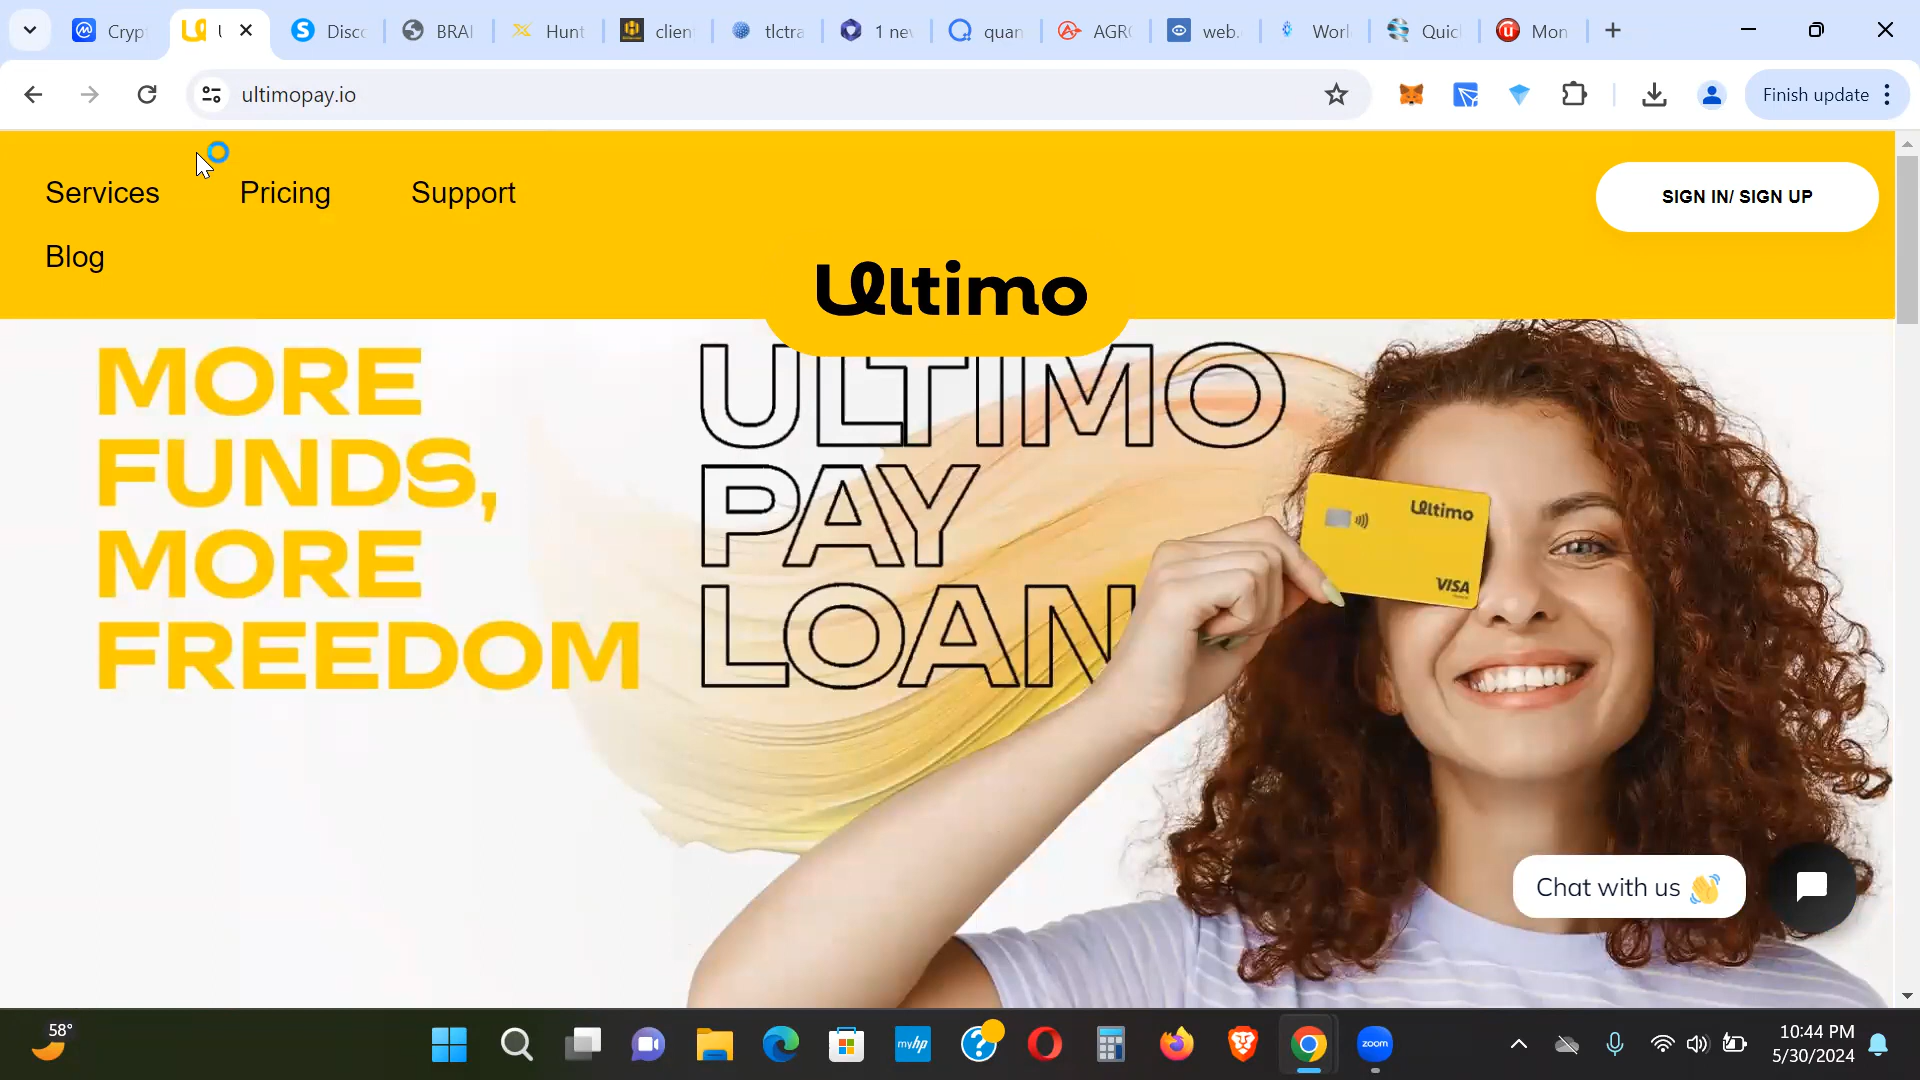 Cryp
Disc
BRAI
Hunt
clien
tlctra
1 ne
quan
AGR
web.
Worl
Quic
Mon
ultimopay.io
Finish update
Services
Pricing
Support
SIGN IN/ SIGN UP
Blog
Ultimo
MORE
FUNDS,
MORE
FREEDOM
ULTIMO
PAY
LOAN
Ultimo
VISA
Chat with us 👋
58°
myhp
zoom
10:44 PM
5/30/2024